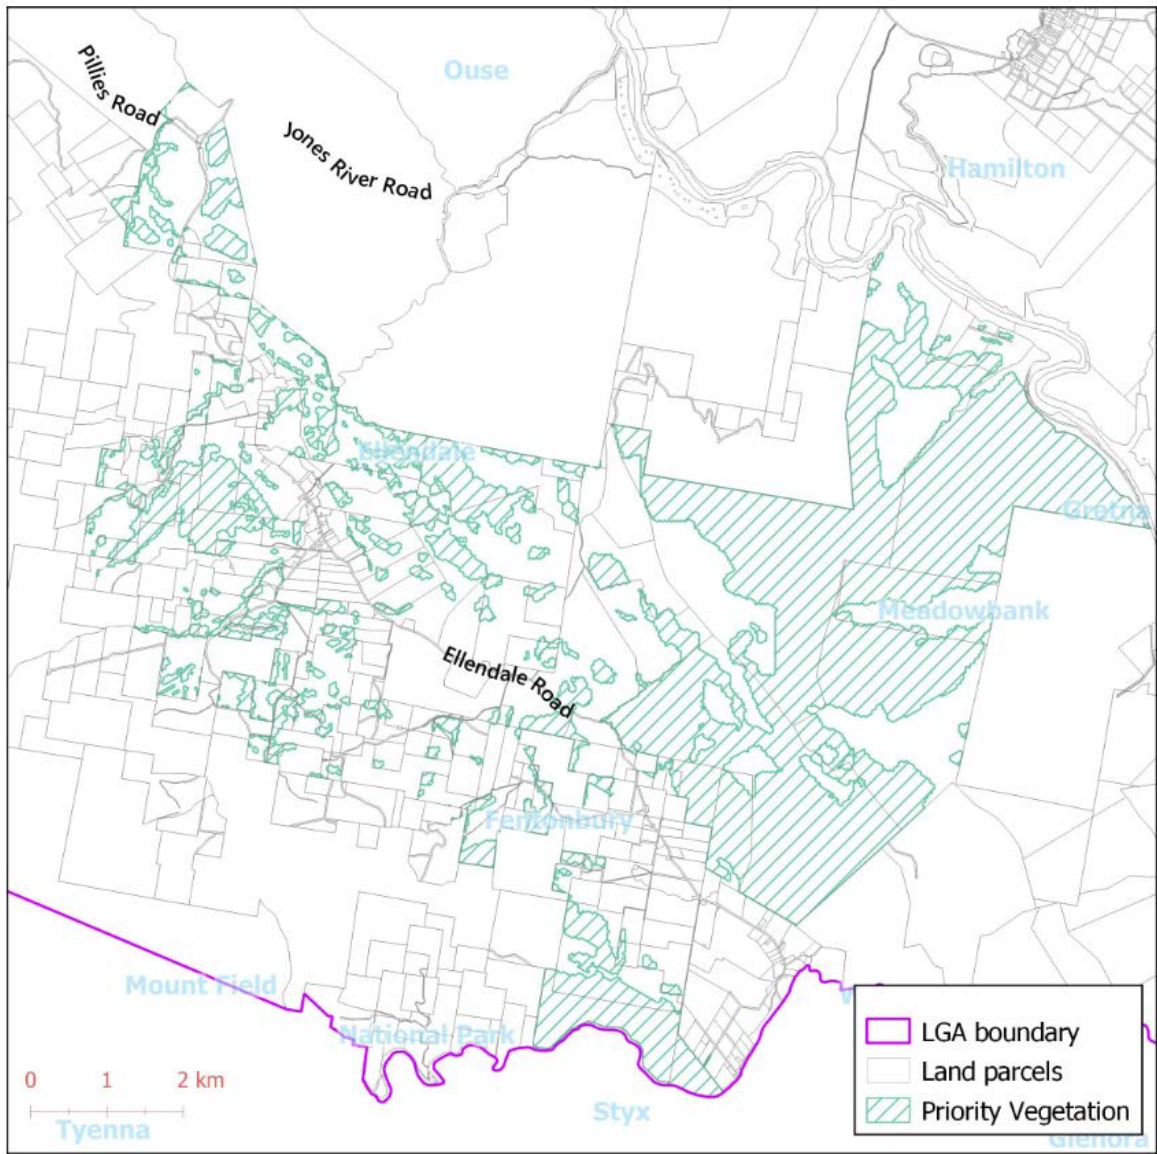 Pillies Road
Ouse
Jones River Road
Hamilton
Ellendale
Gretna
Meadowbank
Ellendale Road
Fentonbury
Mount Field
National Park
LGA boundary
Land parcels
Priority Vegetation
0 1 2 km
Styx
Tyenna
Glenora